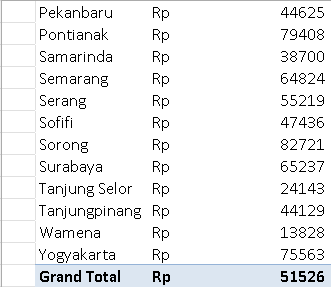 Pekanbaru Rp 44625
Pontianak Rp 79408
Samarinda Rp 38700
Semarang Rp 64824
Serang Rp 55219
Sofifi Rp 47436
Sorong Rp 82721
Surabaya Rp 65237
Tanjung Selor Rp 24143
Tanjungpinang Rp 44129
Wamena Rp 13828
Yogyakarta Rp 75563
Grand Total Rp 51526